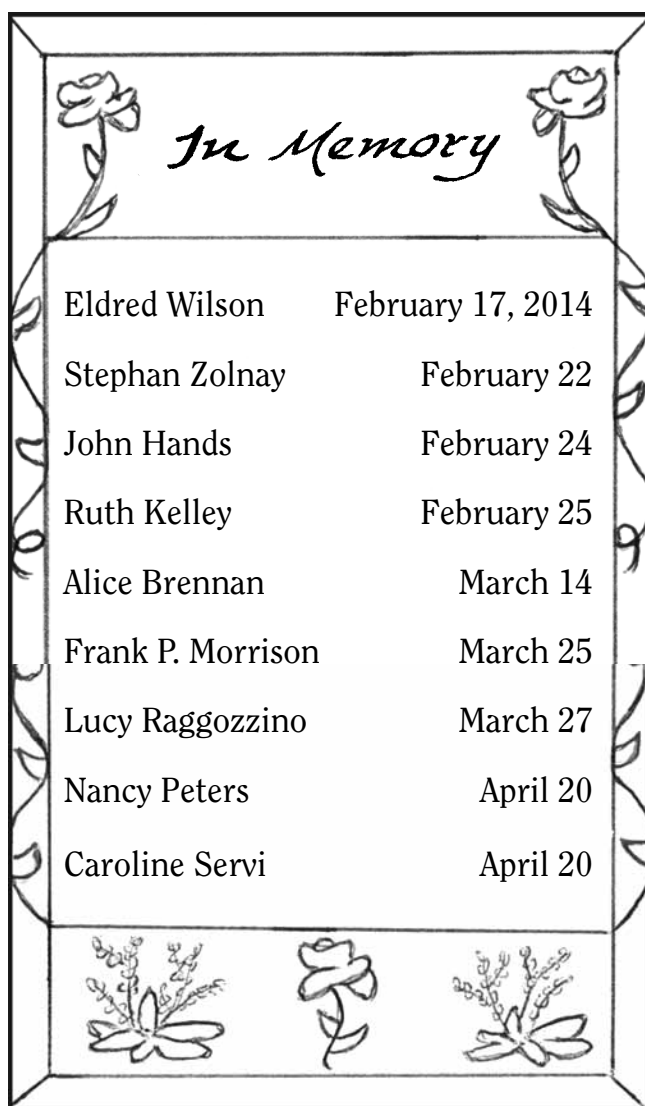 In Memory
Eldred Wilson February 17, 2014
Stephan Zolnay February 22
John Hands February 24
Ruth Kelley February 25
Alice Brennan March 14
Frank P. Morrison March 25
Lucy Raggozzino March 27
Nancy Peters April 20
Caroline Servi April 20